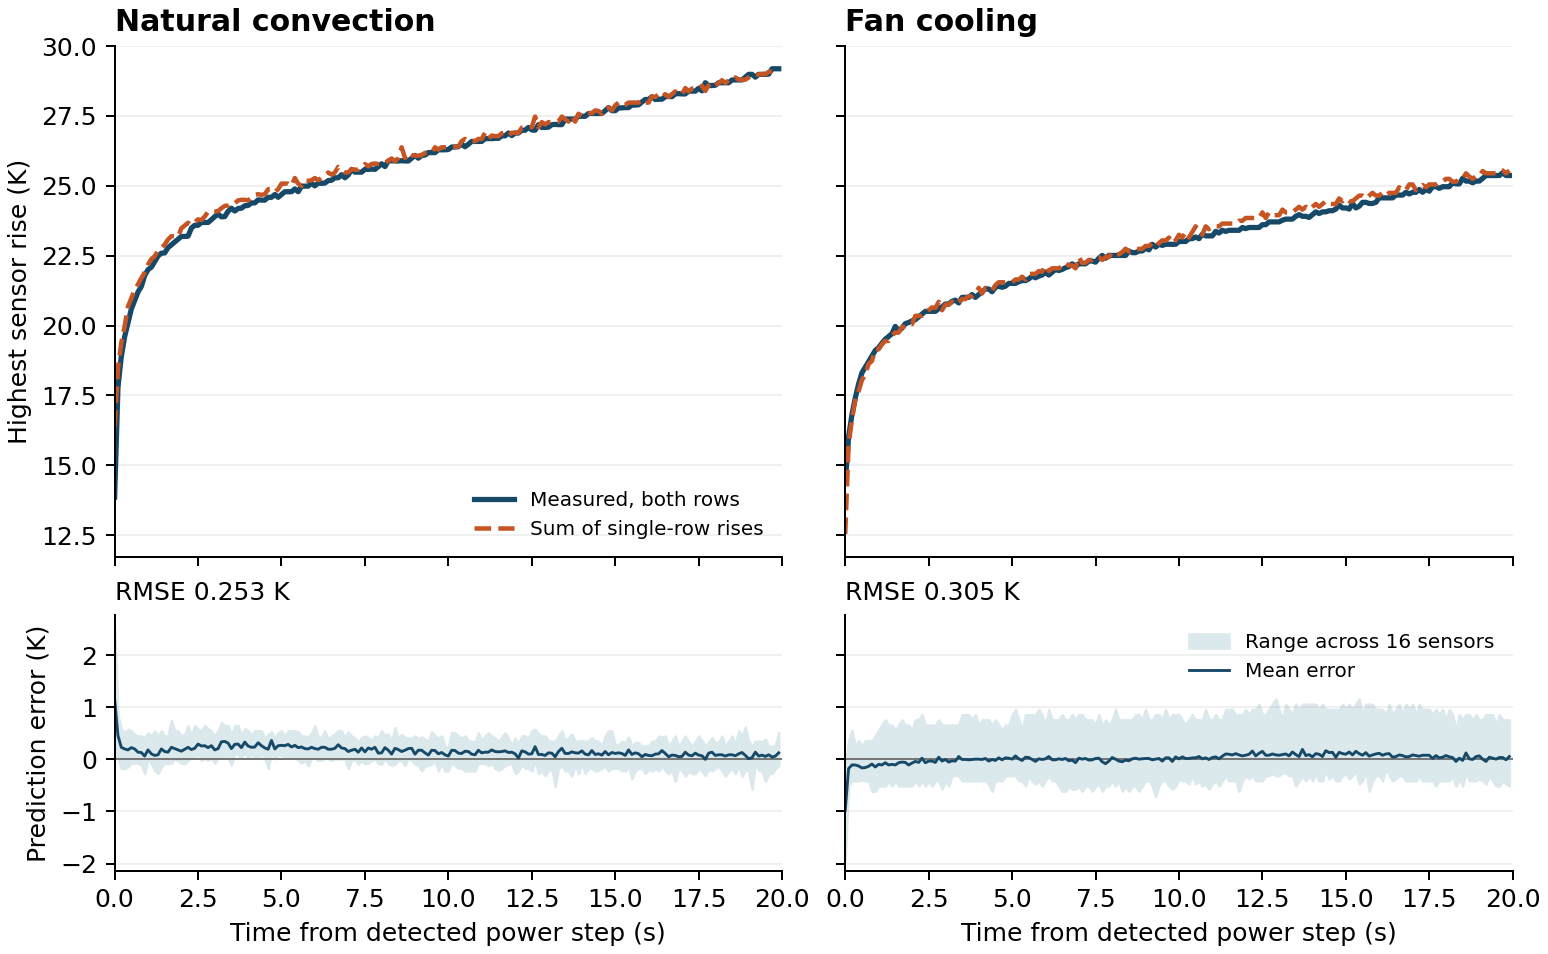 Natural convection
Fan cooling
Highest sensor rise (K)
30.0
27.5
25.0
22.5
20.0
17.5
15.0
12.5
Measured, both rows
Sum of single-row rises
RMSE 0.253 K
RMSE 0.305 K
Prediction error (K)
2
1
0
−1
−2
Range across 16 sensors
Mean error
0.0 2.5 5.0 7.5 10.0 12.5 15.0 17.5 20.0
0.0 2.5 5.0 7.5 10.0 12.5 15.0 17.5 20.0
Time from detected power step (s)
Time from detected power step (s)